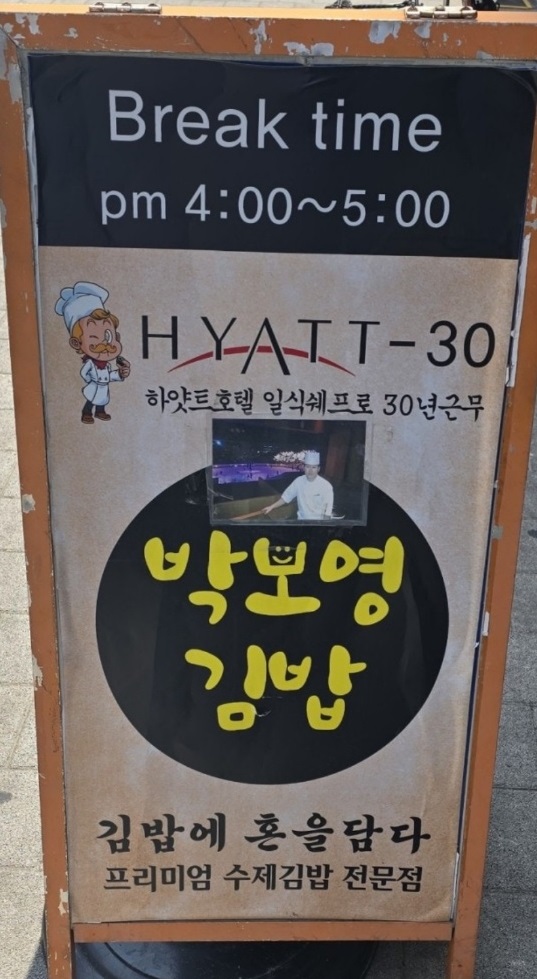 Break time
pm 4:00~5:00
HYATT-30
하얏트호텔 일식쉐프로 30년근무
박보영
김밥
김밥에 혼을담다
프리미엄 수제김밥 전문점